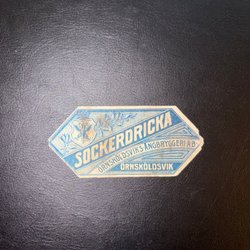 SOCKERDRICKA
ÖRNSKÖLDSVIKS ÅNGBRYGGERI A.B.
ÖRNSKÖLDSVIK